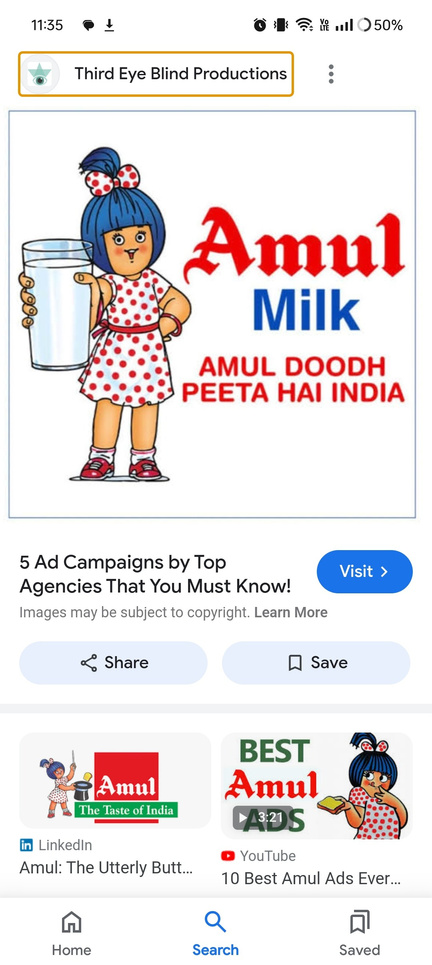 11:35
Vo LTE
50%
Third Eye Blind Productions
Amul
Milk
AMUL DOODH
PEETA HAI INDIA
5 Ad Campaigns by Top
Agencies That You Must Know!
Visit
Images may be subject to copyright. Learn More
Share
Save
Amul
The Taste of India
LinkedIn
Amul: The Utterly Butt...
BEST
Amul
ADS
3:21
YouTube
10 Best Amul Ads Ever...
Home
Search
Saved